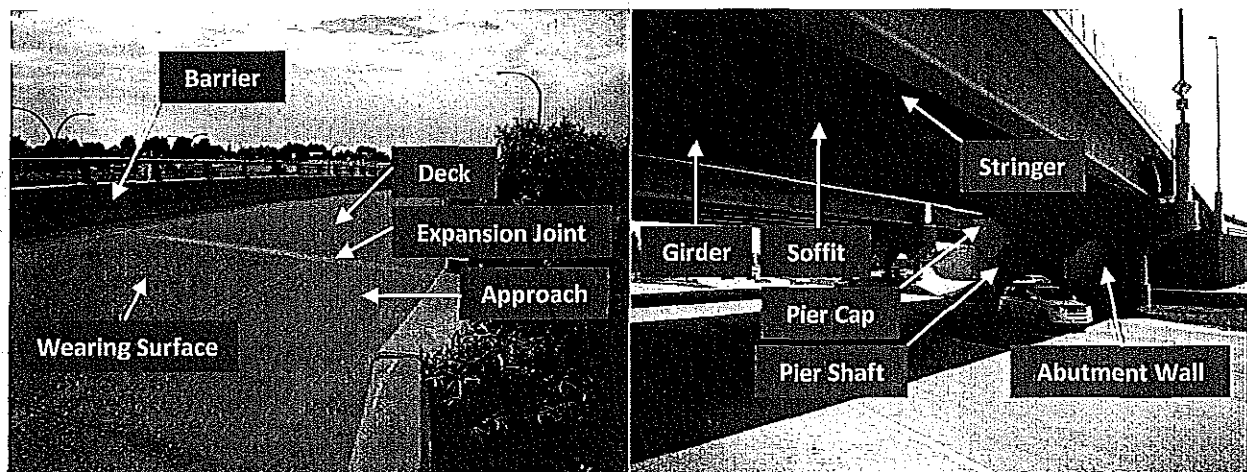 Barrier
Deck
Expansion Joint
Approach
Wearing Surface
Stringer
Girder
Soffit
Pier Cap
Pier Shaft
Abutment Wall